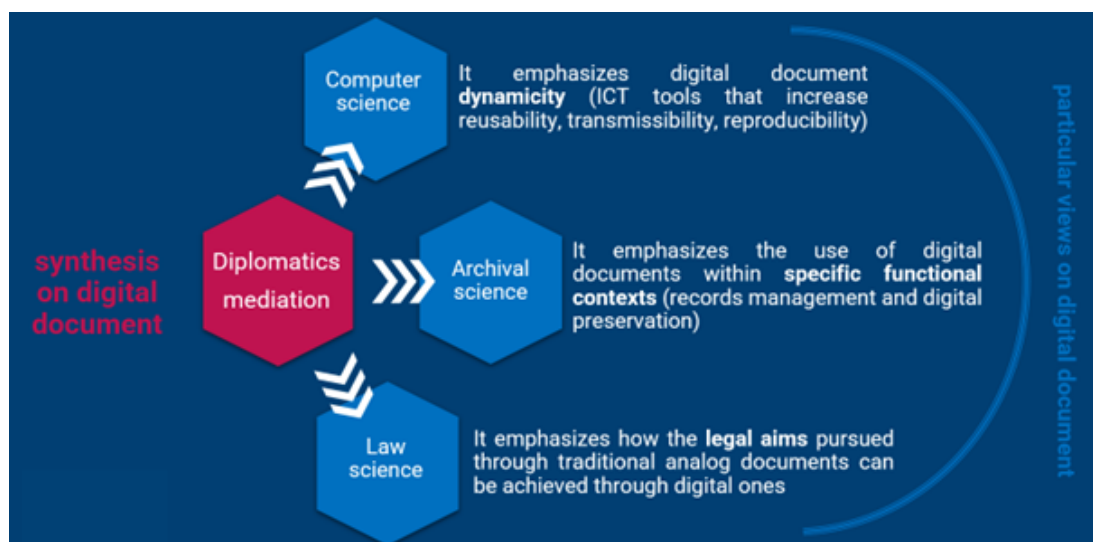 Computer
science
It emphasizes digital document
dynamicity (ICT tools that increase
reusability, transmissibility, reproducibility)
synthesis
on digital
document
Diplomatics
mediation
Archival
science
It emphasizes the use of digital
documents within specific functional
contexts (records management and digital
preservation)
Law
science
It emphasizes how the legal aims pursued
through traditional analog documents can
be achieved through digital ones
particular views on digital document